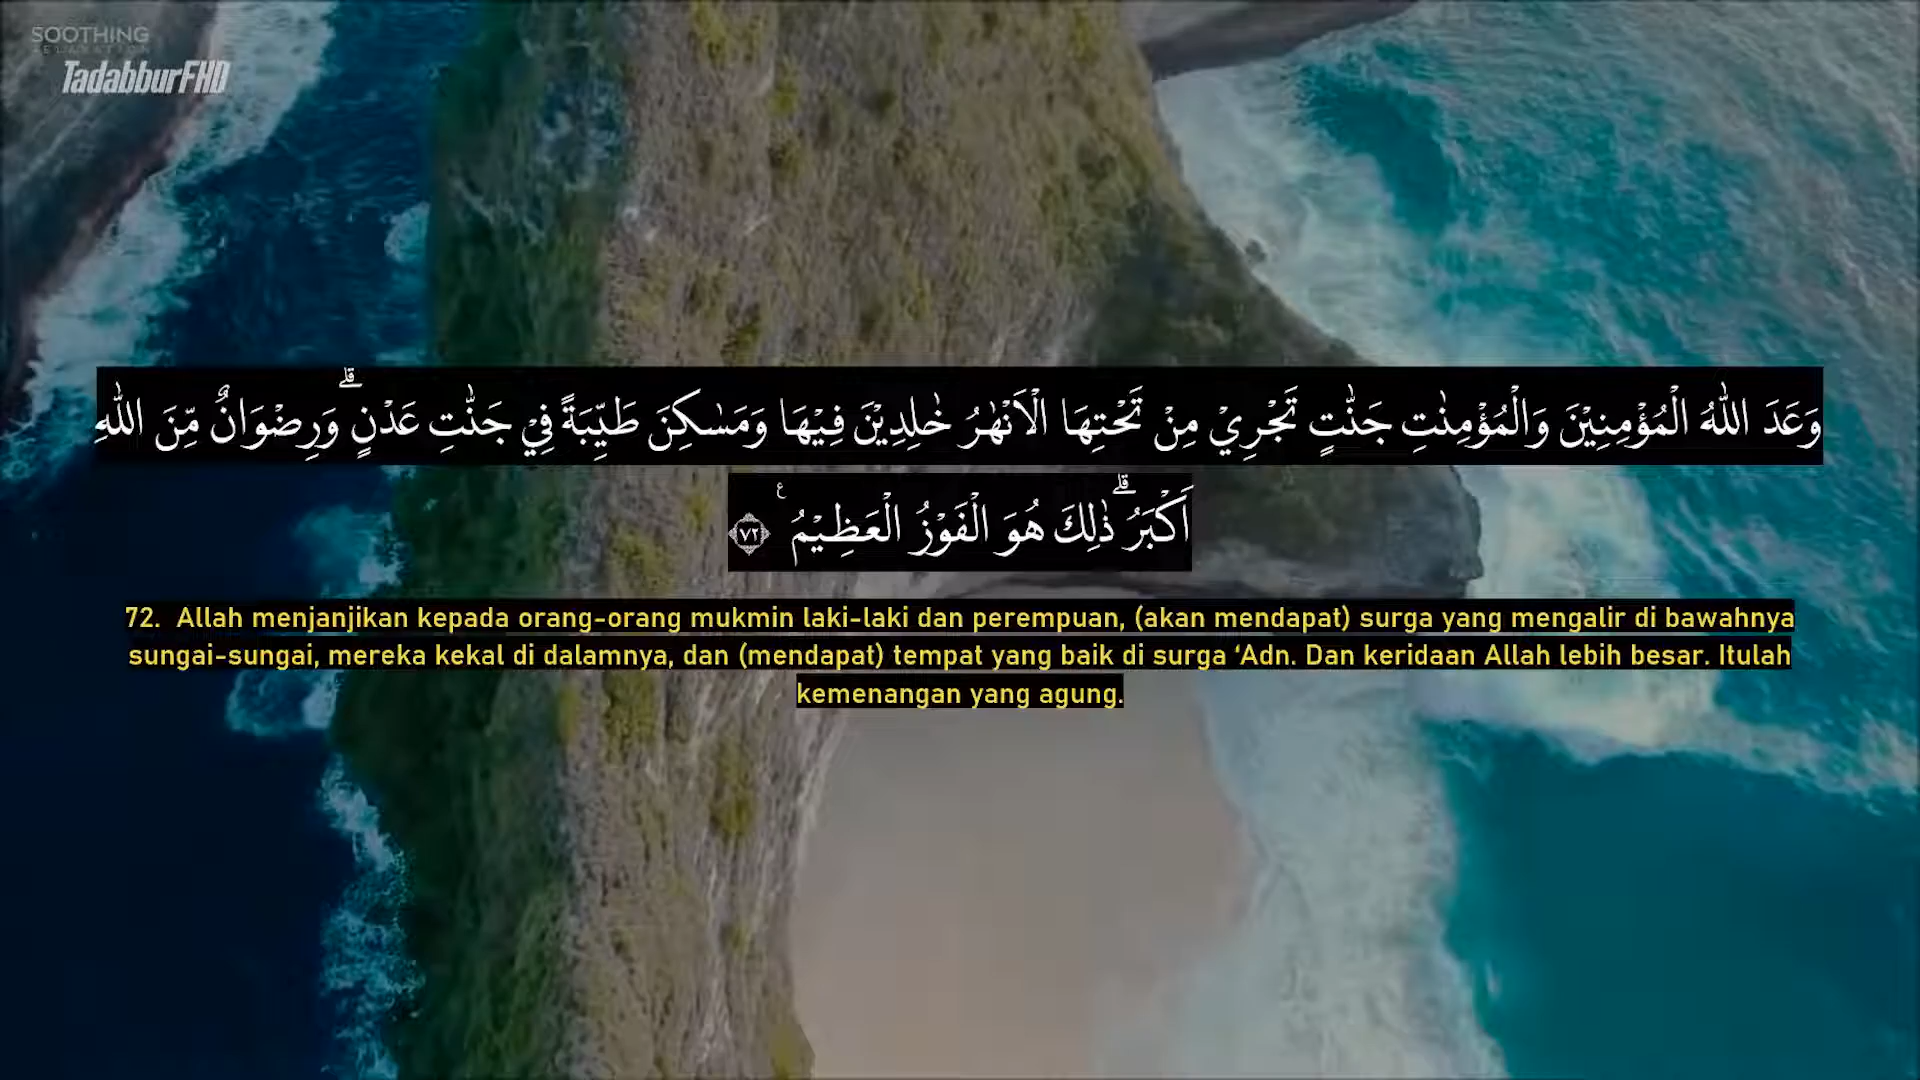 SOOTHING
RELAXATION
TadabburFHD
وَعَدَ اللّٰهُ الْمُؤْمِنِيْنَ وَالْمُؤْمِنٰتِ جَنّٰتٍ تَجْرِيْ مِنْ تَحْتِهَا الْاَنْهٰرُ خٰلِدِيْنَ فِيْهَا وَمَسٰكِنَ طَيِّبَةً فِيْ جَنّٰتِ عَدْنٍ ۗوَرِضْوَانٌ مِّنَ اللّٰهِ
اَكْبَرُ ۗذٰلِكَ هُوَ الْفَوْزُ الْعَظِيْمُ ࣖ ٧٢
72. Allah menjanjikan kepada orang-orang mukmin laki-laki dan perempuan, (akan mendapat) surga yang mengalir di bawahnya
sungai-sungai, mereka kekal di dalamnya, dan (mendapat) tempat yang baik di surga ‘Adn. Dan keridaan Allah lebih besar. Itulah
kemenangan yang agung.